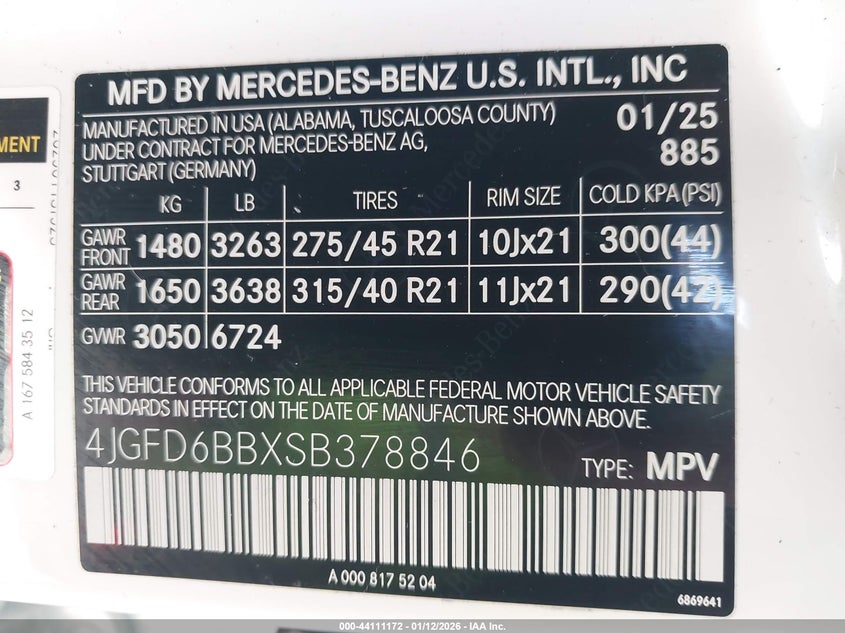 MFD BY MERCEDES-BENZ U.S. INTL., INC
MANUFACTURED IN USA (ALABAMA, TUSCALOOSA COUNTY)
UNDER CONTRACT FOR MERCEDES-BENZ AG,
STUTTGART (GERMANY)
01/25
885
KG LB TIRES RIM SIZE COLD KPA (PSI)
GAWR FRONT 1480 3263 275/45 R21 10Jx21 300(44)
GAWR REAR 1650 3638 315/40 R21 11Jx21 290(42)
GVWR 3050 6724
THIS VEHICLE CONFORMS TO ALL APPLICABLE FEDERAL MOTOR VEHICLE SAFETY
STANDARDS IN EFFECT ON THE DATE OF MANUFACTURE SHOWN ABOVE.
4JGFD6BBXSB378846
TYPE: MPV
A 000 817 52 04
6869641
MENT
3
A 167 584 35 12
000-44111172 - 01/12/2026 - IAA Inc.